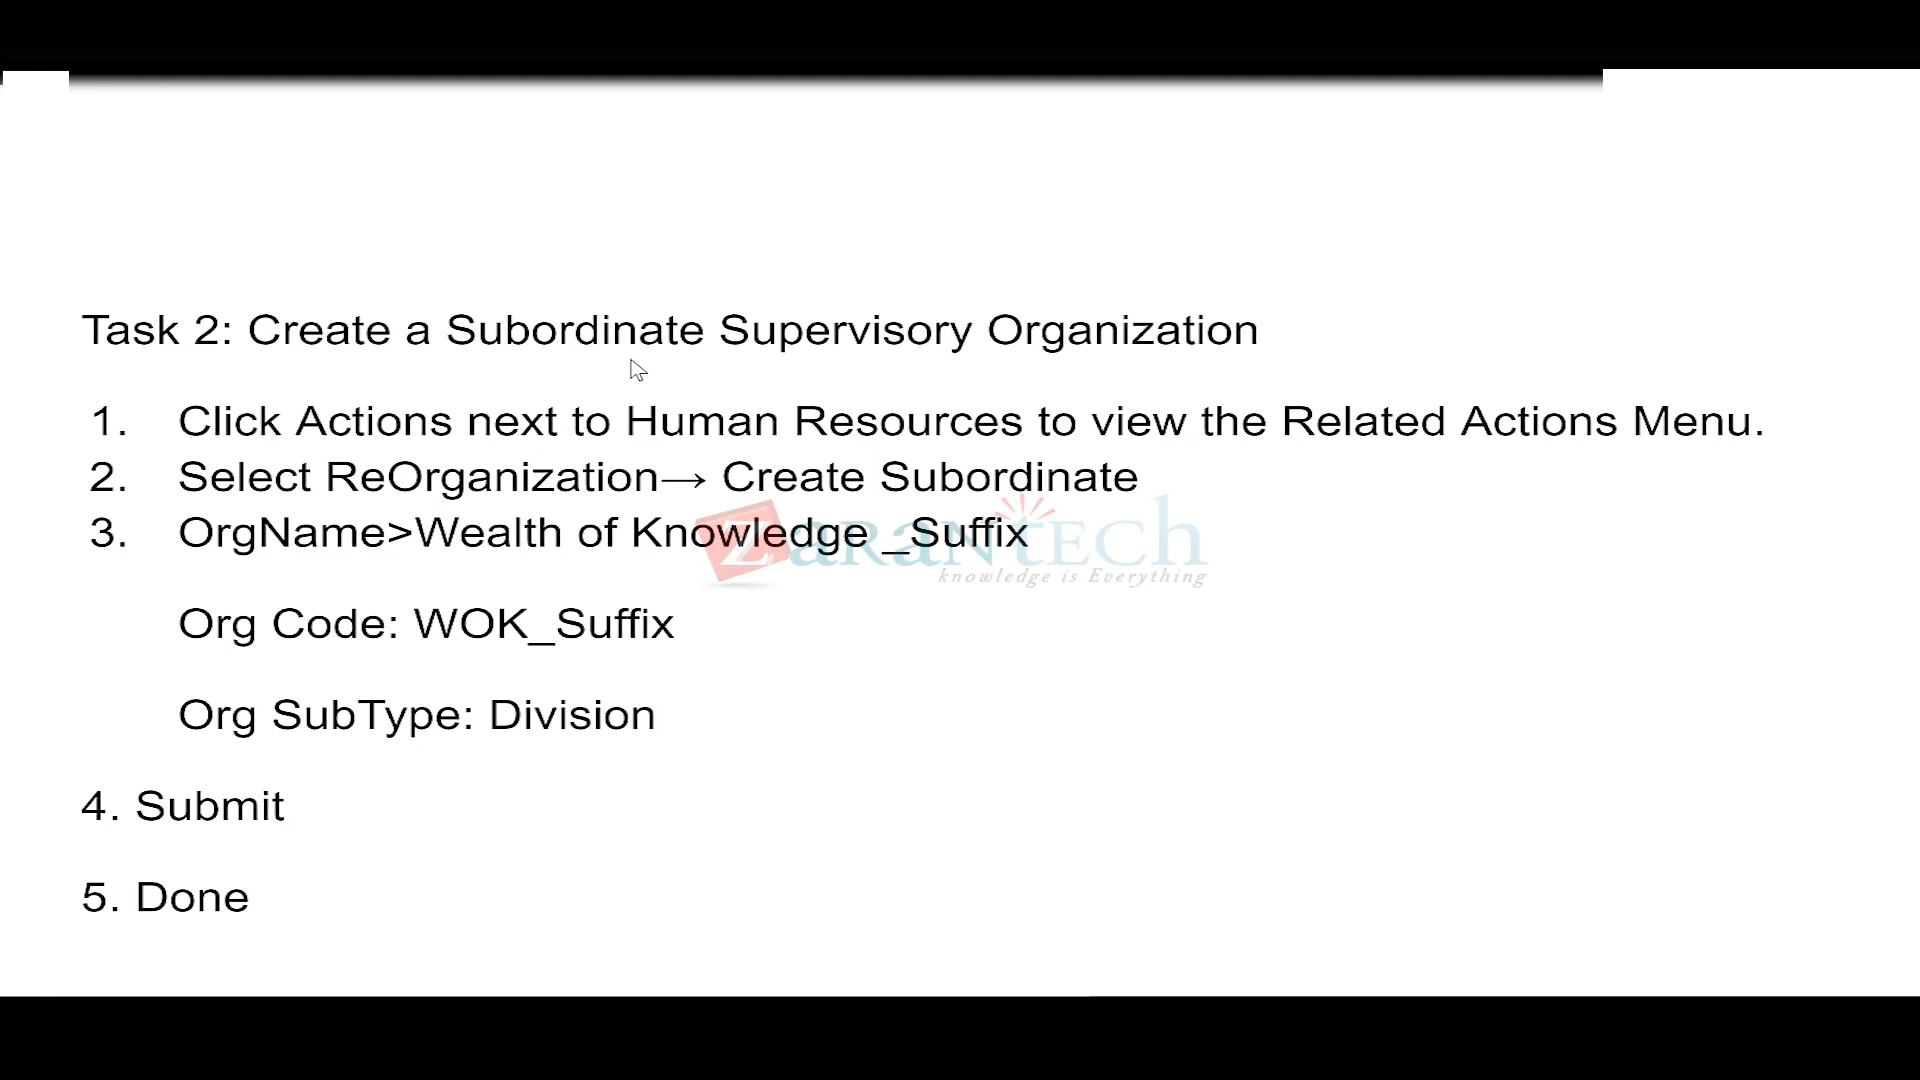 Task 2: Create a Subordinate Supervisory Organization
1. Click Actions next to Human Resources to view the Related Actions Menu.
2. Select ReOrganization→ Create Subordinate
3. OrgName>Wealth of Knowledge _Suffix
ZaranTech
knowledge is Everything
Org Code: WOK_Suffix
Org SubType: Division
4. Submit
5. Done